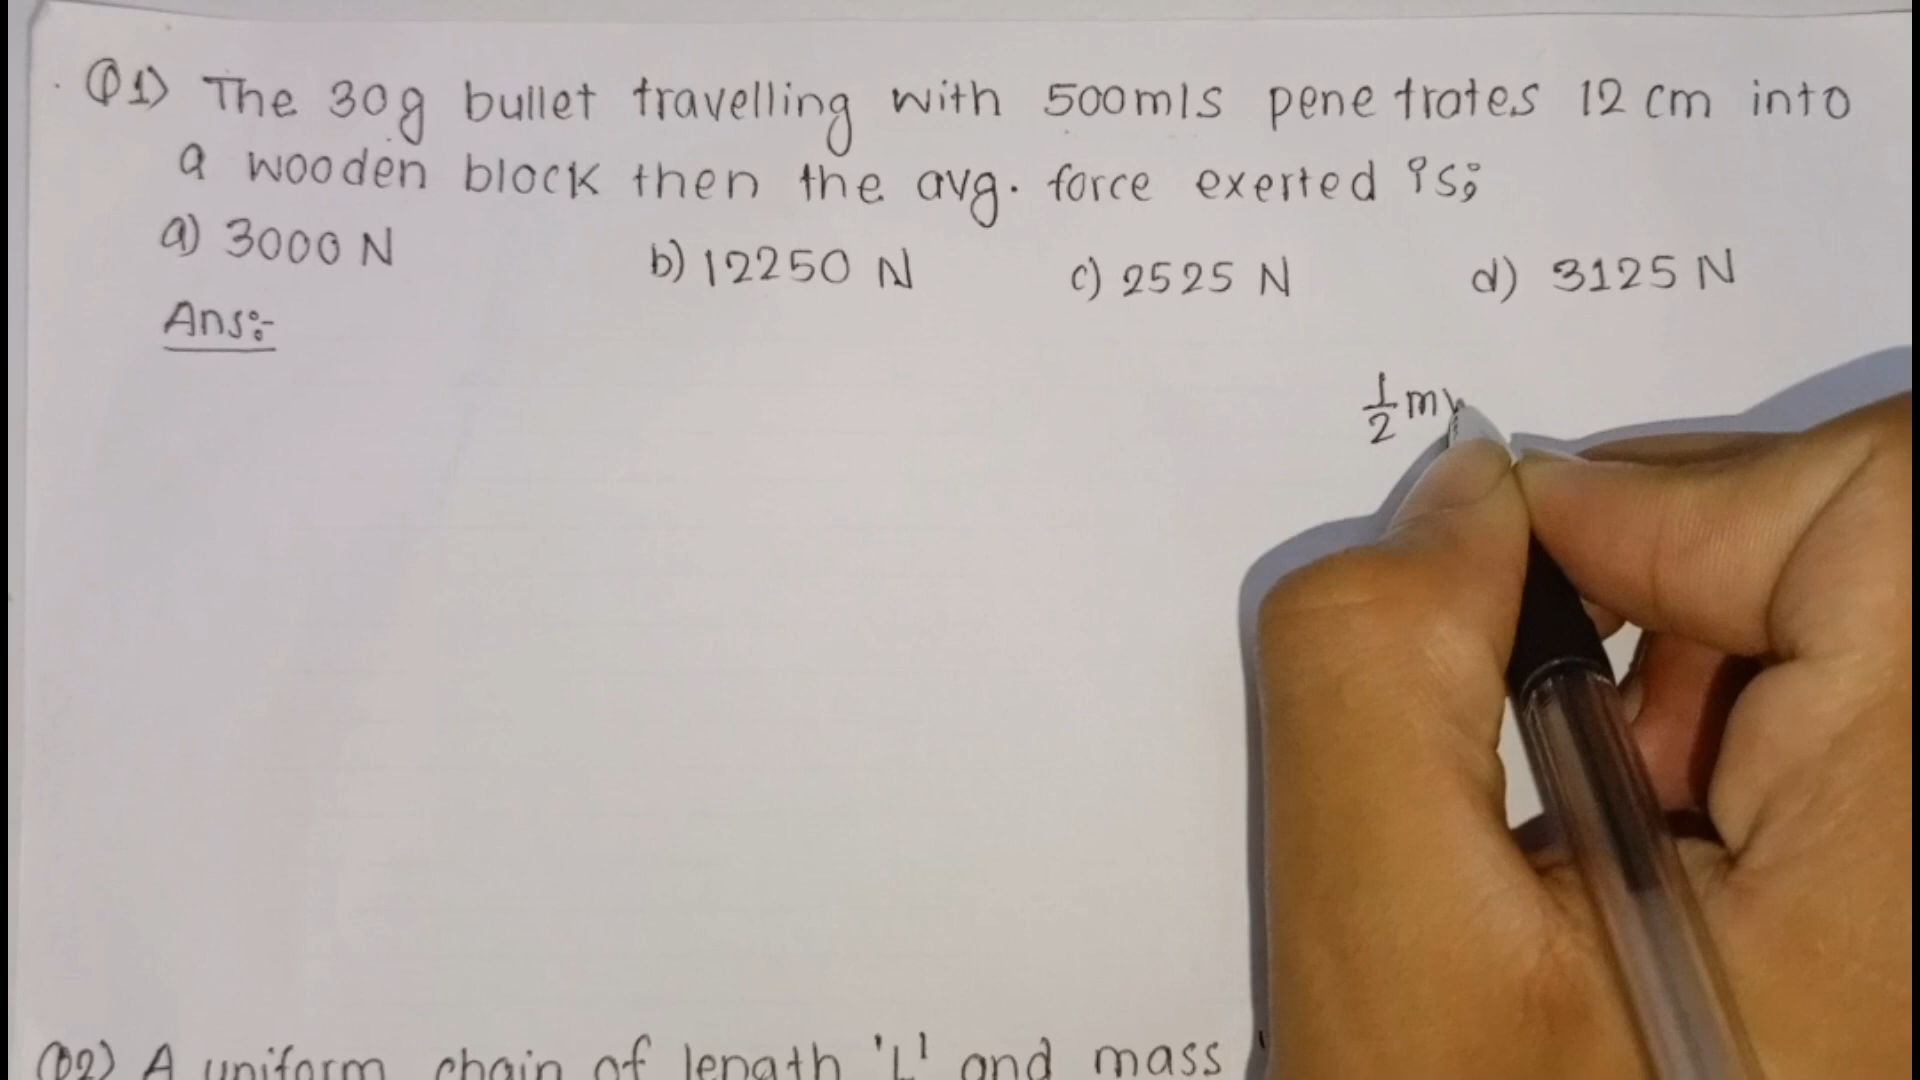 Q1) The 30g bullet travelling with 500m/s penetrates 12 cm into
a wooden block then the avg. force exerted is;
a) 3000 N b) 12250 N c) 2525 N d) 3125 N
Ans:-
1/2 mv
Q2) A uniform chain of length 'L' and mass